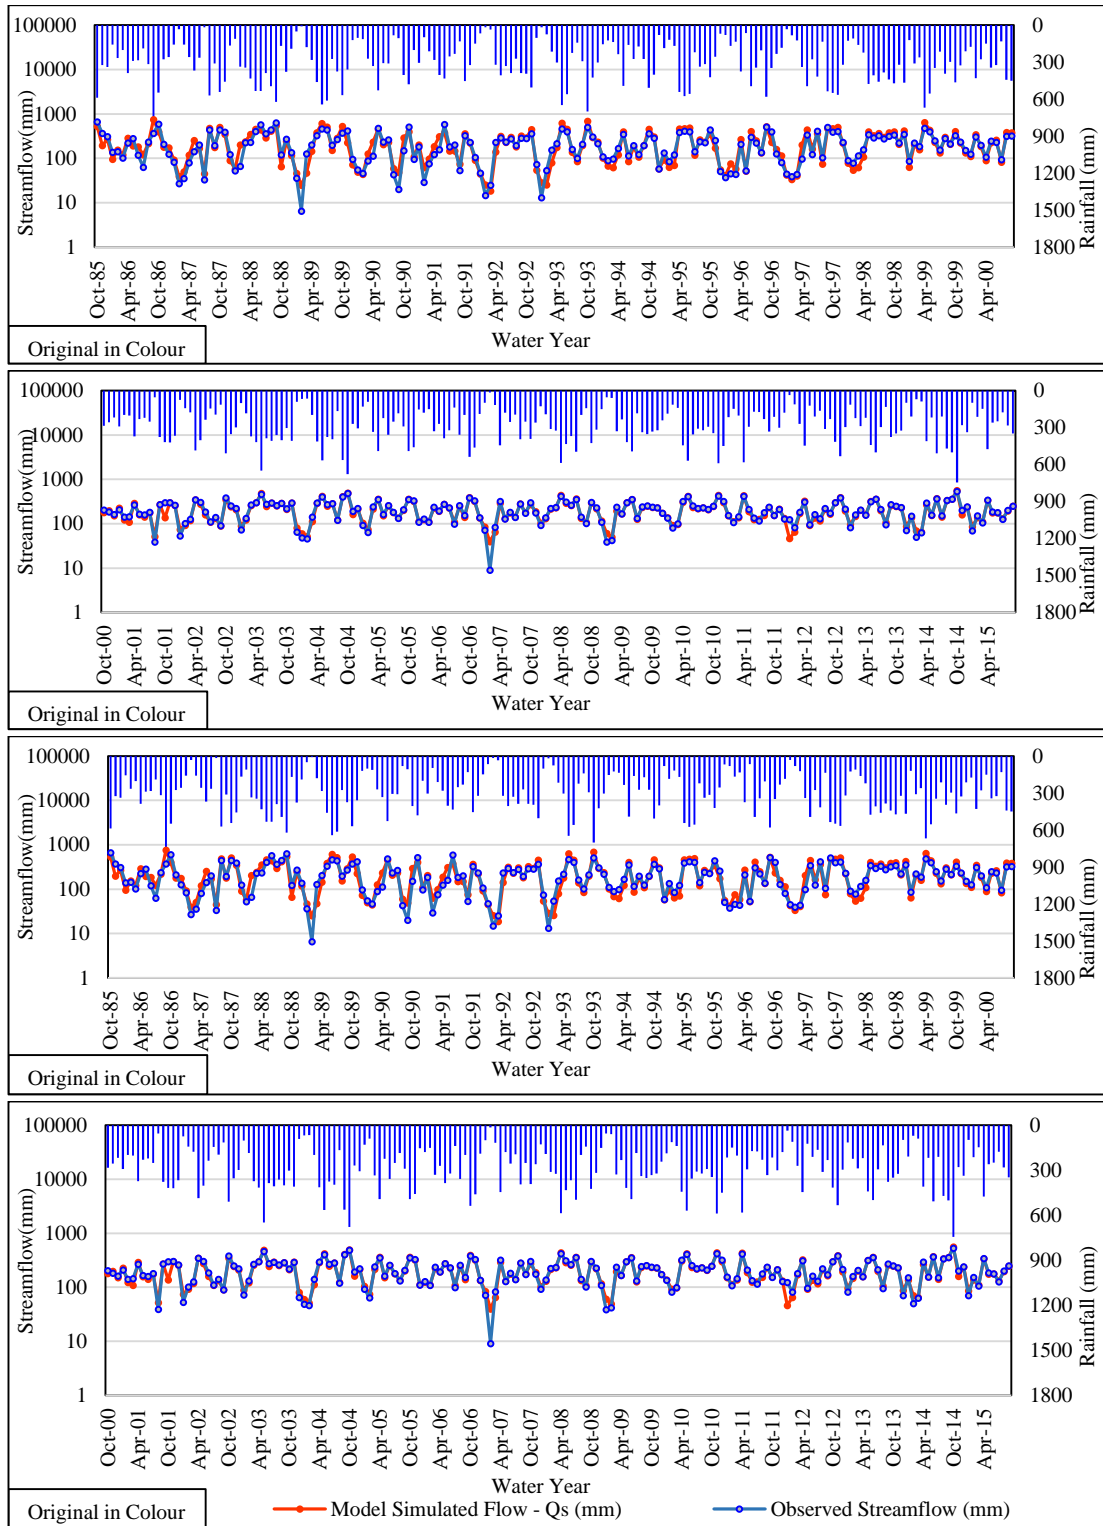 100000
10000
1000
100
10
1
Streamflow(mm)
0
300
600
900
1200
1500
1800
Rainfall (mm)
Oct-85
Apr-86
Oct-86
Apr-87
Oct-87
Apr-88
Oct-88
Apr-89
Oct-89
Apr-90
Oct-90
Apr-91
Oct-91
Apr-92
Oct-92
Apr-93
Oct-93
Apr-94
Oct-94
Apr-95
Oct-95
Apr-96
Oct-96
Apr-97
Oct-97
Apr-98
Oct-98
Apr-99
Oct-99
Apr-00
Water Year
Original in Colour
100000
10000
1000
100
10
1
Streamflow(mm)
0
300
600
900
1200
1500
1800
Rainfall (mm)
Oct-00
Apr-01
Oct-01
Apr-02
Oct-02
Apr-03
Oct-03
Apr-04
Oct-04
Apr-05
Oct-05
Apr-06
Oct-06
Apr-07
Oct-07
Apr-08
Oct-08
Apr-09
Oct-09
Apr-10
Oct-10
Apr-11
Oct-11
Apr-12
Oct-12
Apr-13
Oct-13
Apr-14
Oct-14
Apr-15
Water Year
Original in Colour
100000
10000
1000
100
10
1
Streamflow(mm)
0
300
600
900
1200
1500
1800
Rainfall (mm)
Oct-85
Apr-86
Oct-86
Apr-87
Oct-87
Apr-88
Oct-88
Apr-89
Oct-89
Apr-90
Oct-90
Apr-91
Oct-91
Apr-92
Oct-92
Apr-93
Oct-93
Apr-94
Oct-94
Apr-95
Oct-95
Apr-96
Oct-96
Apr-97
Oct-97
Apr-98
Oct-98
Apr-99
Oct-99
Apr-00
Water Year
Original in Colour
100000
10000
1000
100
10
1
Streamflow(mm)
0
300
600
900
1200
1500
1800
Rainfall (mm)
Oct-00
Apr-01
Oct-01
Apr-02
Oct-02
Apr-03
Oct-03
Apr-04
Oct-04
Apr-05
Oct-05
Apr-06
Oct-06
Apr-07
Oct-07
Apr-08
Oct-08
Apr-09
Oct-09
Apr-10
Oct-10
Apr-11
Oct-11
Apr-12
Oct-12
Apr-13
Oct-13
Apr-14
Oct-14
Apr-15
Water Year
Original in Colour
Model Simulated Flow - Qs (mm)
Observed Streamflow (mm)